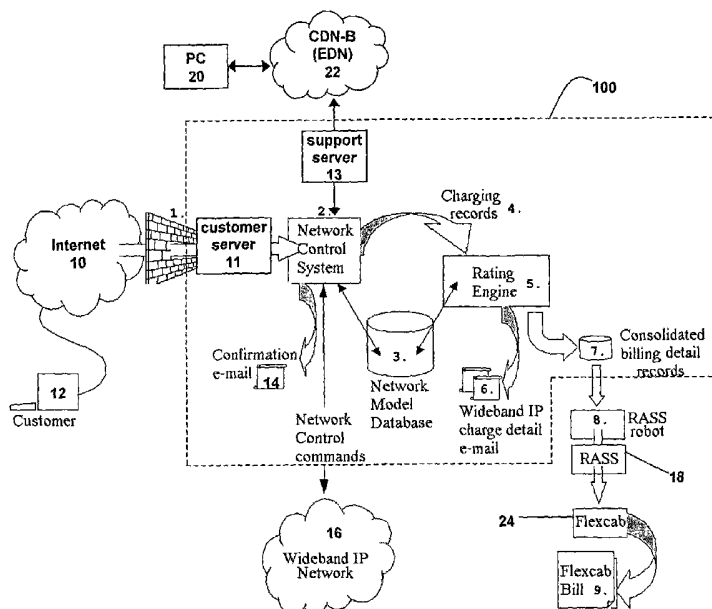 CDN-B
(EDN)
22
PC
20
100
support
server
13
1.
2.
Charging
records 4.
Internet
10
customer
server
11
Network
Control
System
Rating
Engine 5.
3.
7.
Consolidated
billing detail
records
Confirmation
e-mail
14
Network
Model
Database
6.
Wideband IP
charge detail
e-mail
12
Customer
Network
Control
commands
8.
RASS
robot
RASS
18
16
Wideband IP
Network
24
Flexcab
Flexcab
Bill 9.